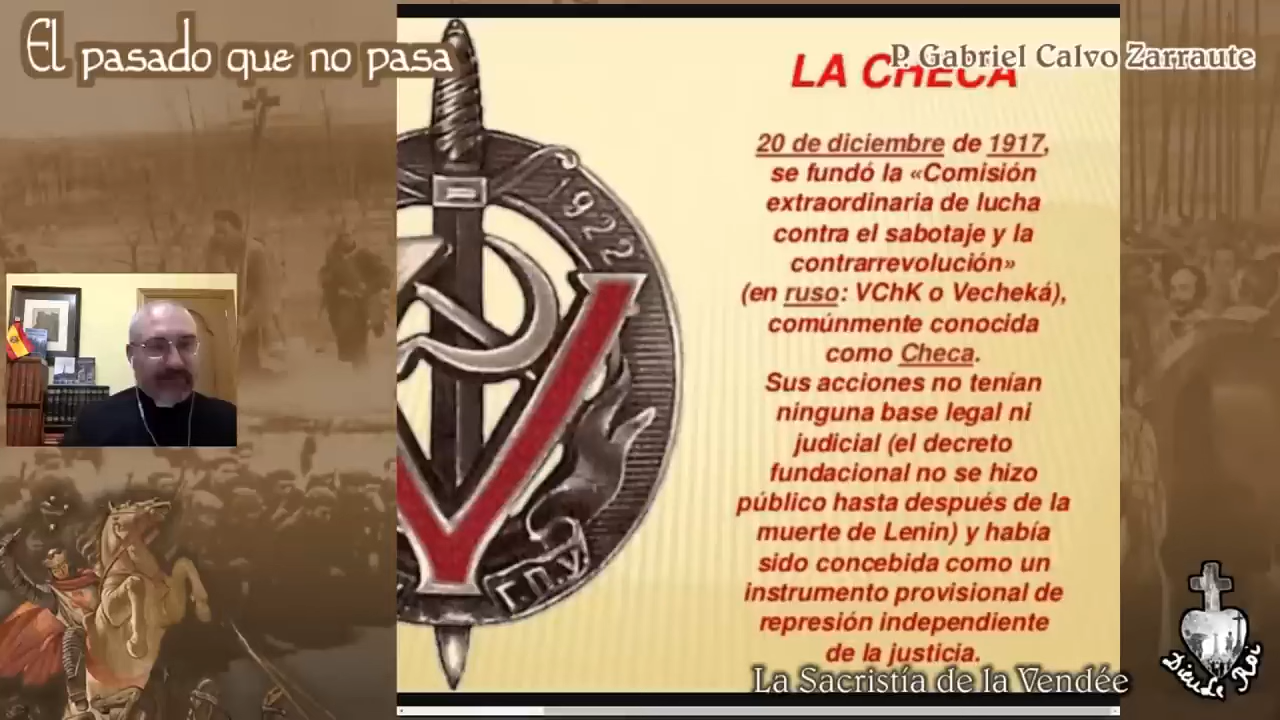 El pasado que no pasa
P. Gabriel Calvo Zarraute
LA CHECA
20 de diciembre de 1917,
se fundó la «Comisión
extraordinaria de lucha
contra el sabotaje y la
contrarrevolución»
(en ruso: VChK o Vecheká),
comúnmente conocida
como Checa.
Sus acciones no tenían
ninguna base legal ni
judicial (el decreto
fundacional no se hizo
público hasta después de la
muerte de Lenin) y había
sido concebida como un
instrumento provisional de
represión independiente
de la justicia.
1922
Г.П.У
La Sacristía de la Vendée
Dieu le Roi